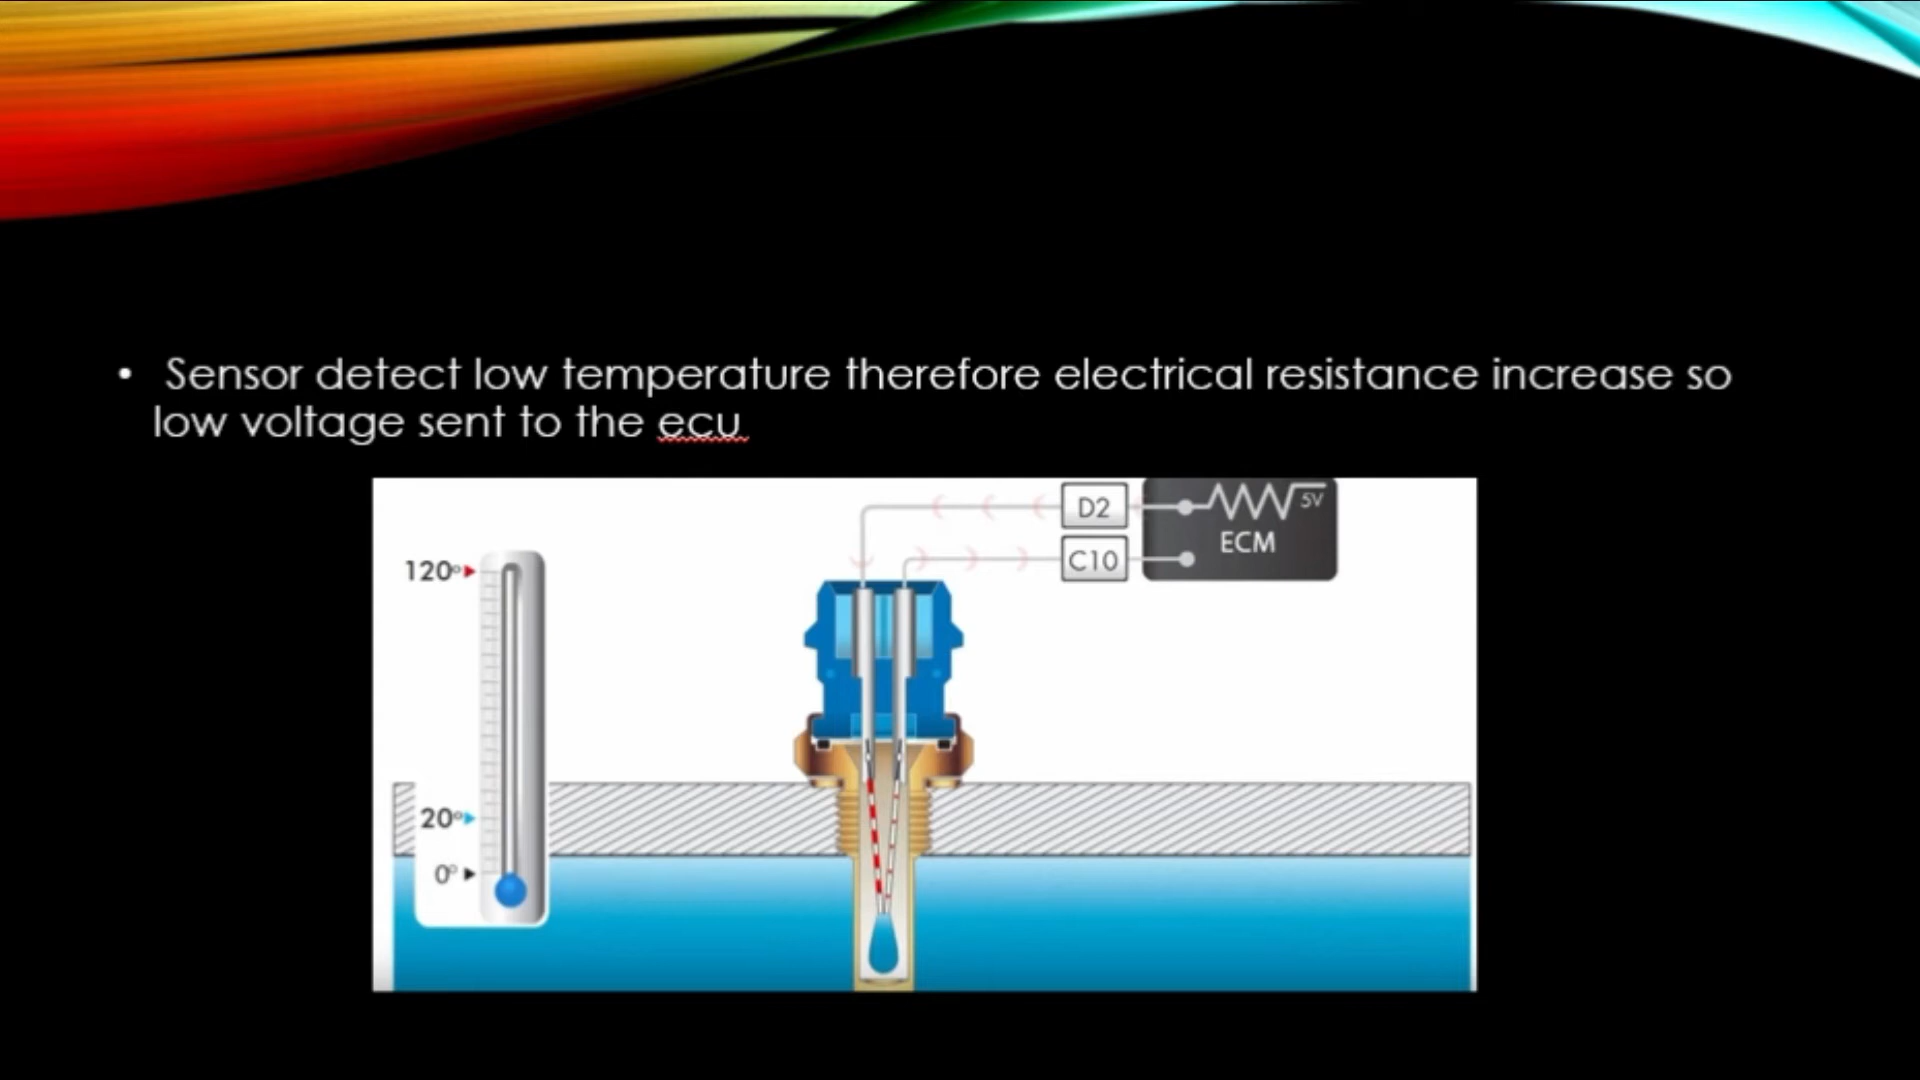 • Sensor detect low temperature therefore electrical resistance increase so
low voltage sent to the ecu
D2
5V
ECM
C10
120°
20°
0°